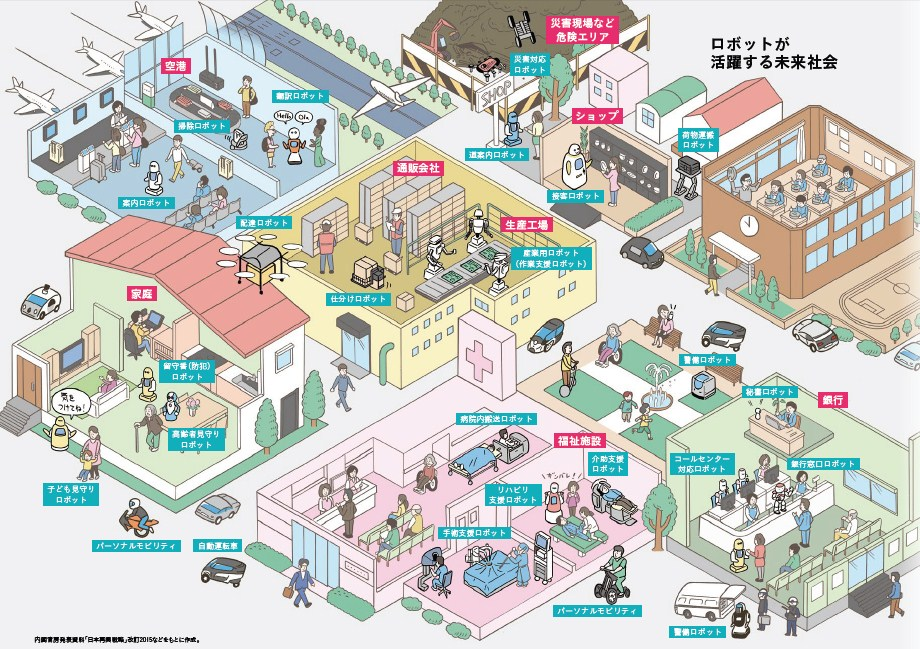 ロボットが
活躍する未来社会
災害現場など
危険エリア
災害対応
ロボット
空港
翻訳ロボット
掃除ロボット
Hello
Ola
案内ロボット
SHOP
道案内ロボット
ショップ
接客ロボット
荷物運搬
ロボット
通販会社
配達ロボット
仕分けロボット
生産工場
産業用ロボット
(作業支援ロボット)
家庭
留守番(防犯)
ロボット
気を
つけてね!
高齢者見守り
ロボット
子ども見守り
ロボット
パーソナルモビリティ
自動運転車
病院内搬送ロボット
福祉施設
介助支援
ロボット
リハビリ
支援ロボット
ガンバレ!
手術支援ロボット
パーソナルモビリティ
警備ロボット
秘書ロボット
銀行
コールセンター
対応ロボット
銀行窓口ロボット
警備ロボット
内閣官房発表資料「日本再興戦略」改訂2015などをもとに作成。